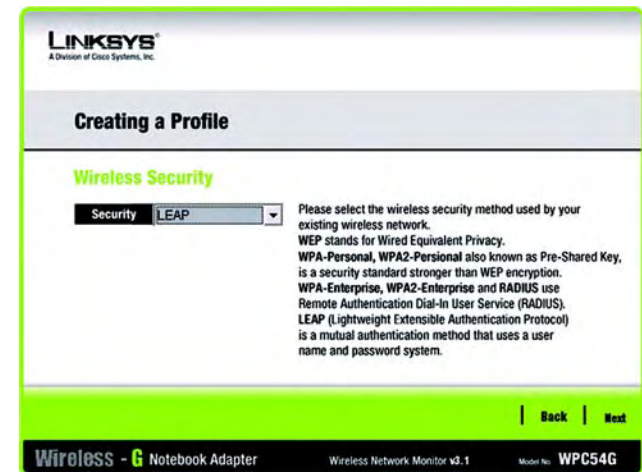 LINKSYS®
A Division of Cisco Systems, Inc.
Creating a Profile
Wireless Security
Security LEAP
Please select the wireless security method used by your
existing wireless network.
WEP stands for Wired Equivalent Privacy.
WPA-Personal, WPA2-Persional also known as Pre-Shared Key,
is a security standard stronger than WEP encryption.
WPA-Enterprise, WPA2-Enterprise and RADIUS use
Remote Authentication Dial-In User Service (RADIUS).
LEAP (Lightweight Extensible Authentication Protocol)
is a mutual authentication method that uses a user
name and password system.
Back Next
Wireless - G Notebook Adapter Wireless Network Monitor v3.1 Model No. WPC54G